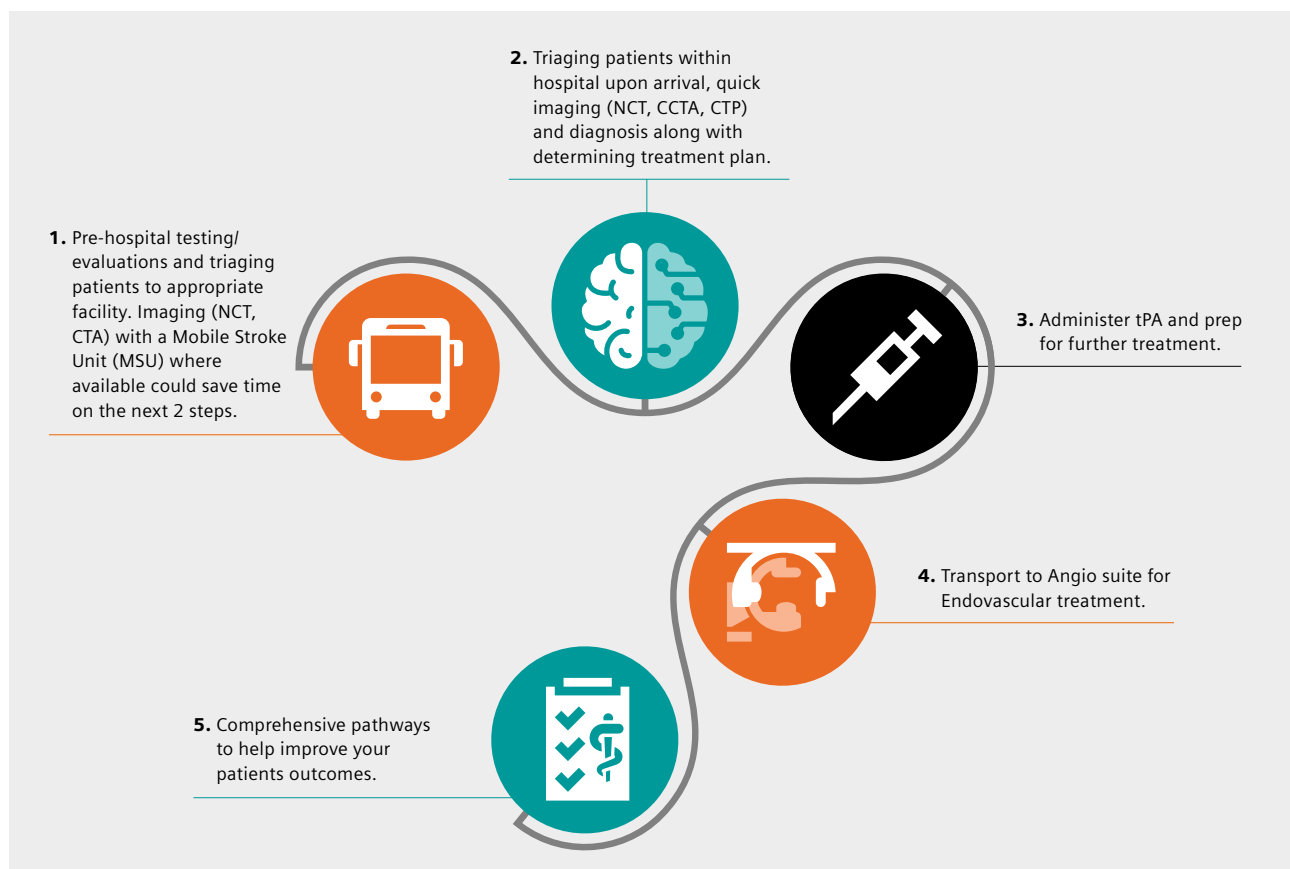 1. Pre-hospital testing/
evaluations and triaging
patients to appropriate
facility. Imaging (NCT,
CTA) with a Mobile Stroke
Unit (MSU) where
available could save time
on the next 2 steps.
2. Triaging patients within
hospital upon arrival, quick
imaging (NCT, CCTA, CTP)
and diagnosis along with
determining treatment plan.
3. Administer tPA and prep
for further treatment.
4. Transport to Angio suite for
Endovascular treatment.
5. Comprehensive pathways
to help improve your
patients outcomes.